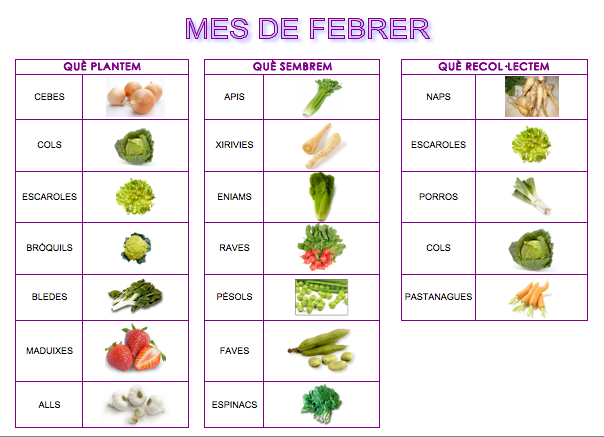 MES DE FEBRER
QUÈ PLANTEM
CEBES
COLS
ESCAROLES
BRÒQUILS
BLEDES
MADUIXES
ALLS
QUÈ SEMBREM
APIS
XIRIVIES
ENIAMS
RAVES
PÈSOLS
FAVES
ESPINACS
QUÈ RECOL·LECTEM
NAPS
ESCAROLES
PORROS
COLS
PASTANAGUES